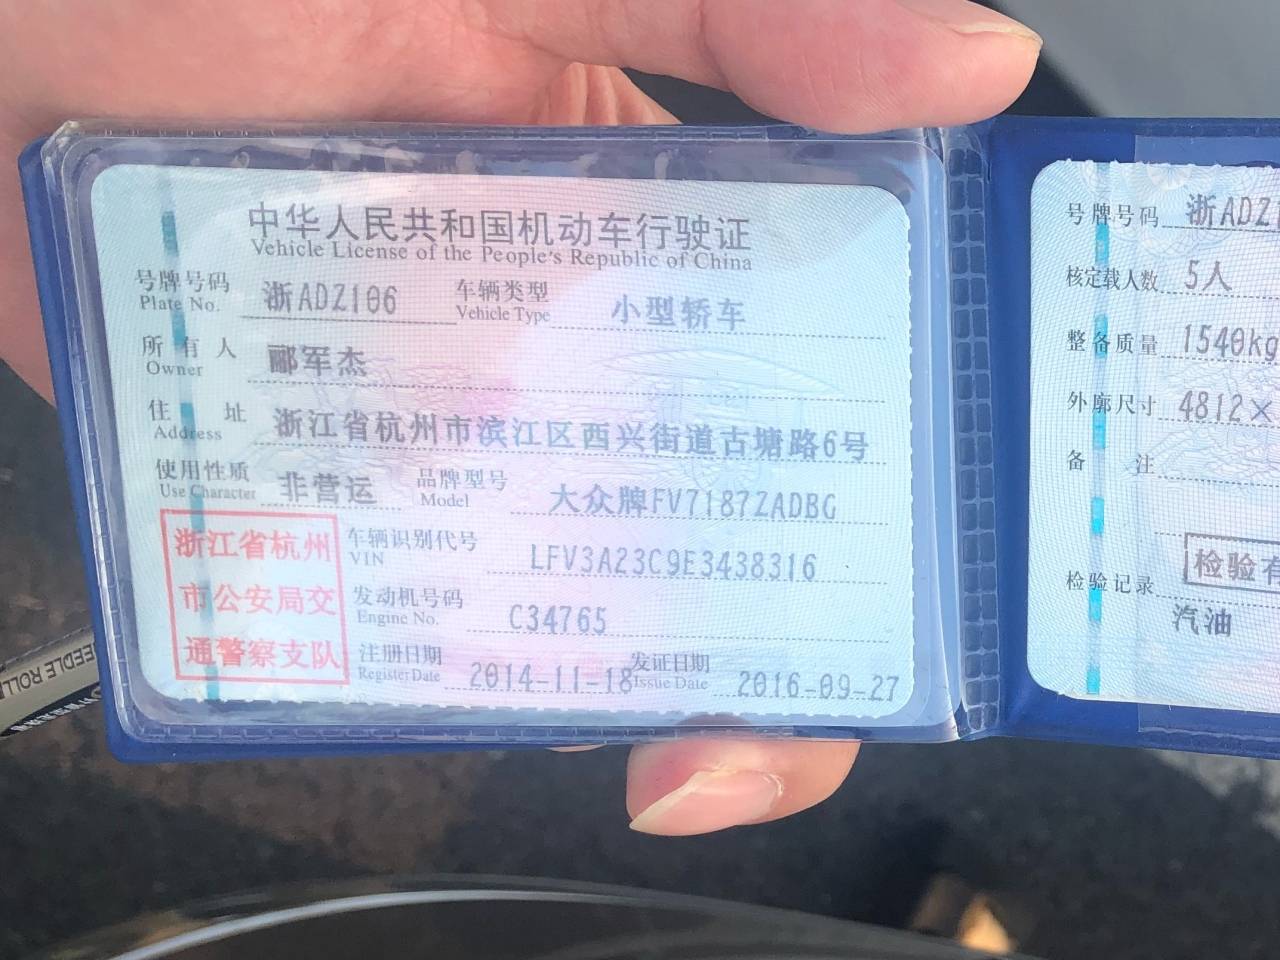 中华人民共和国机动车行驶证
Vehicle License of the People's Republic of China
号牌号码 浙ADZ106 车辆类型 小型轿车
Plate No. Vehicle Type
所有人 郦军杰
Owner
住址 浙江省杭州市滨江区西兴街道古塘路6号
Address
使用性质 非营运 品牌型号 大众牌FV7187ZADBG
Use Character Model
浙江省杭州
市公安局交
通警察支队
车辆识别代号 LFV3A23C9E3438316
VIN
发动机号码 C34765
Engine No.
注册日期 2014-11-18 发证日期 2016-09-27
Register Date Issue Date
号牌号码 浙ADZ1
核定载人数 5人
整备质量 1540kg
外廓尺寸 4812×
备注
检验有
检验记录
汽油
EEDLE ROLL